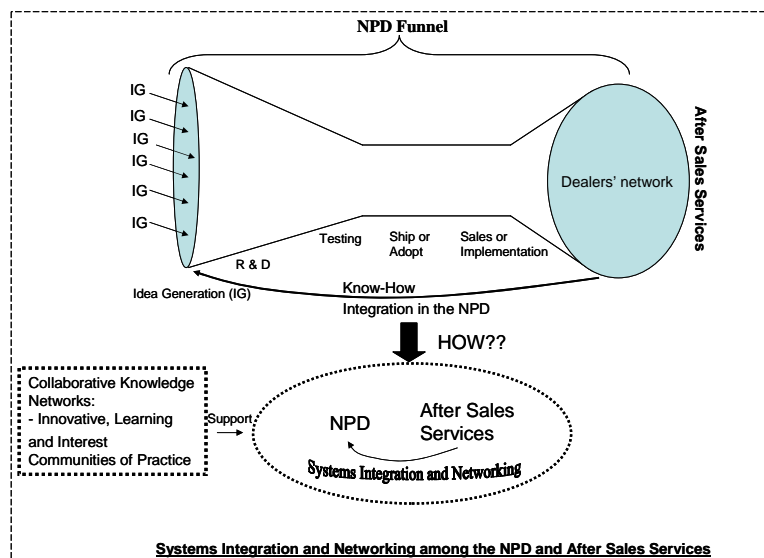 NPD Funnel
IG
IG
IG
IG
IG
IG
After Sales Services
Dealers' network
Testing
Ship or
Adopt
Sales or
Implementation
R & D
Idea Generation (IG)
Know-How
Integration in the NPD
HOW??
Collaborative Knowledge
Networks:
- Innovative, Learning
and Interest
Communities of Practice
Support
NPD
After Sales
Services
Systems Integration and Networking
Systems Integration and Networking among the NPD and After Sales Services